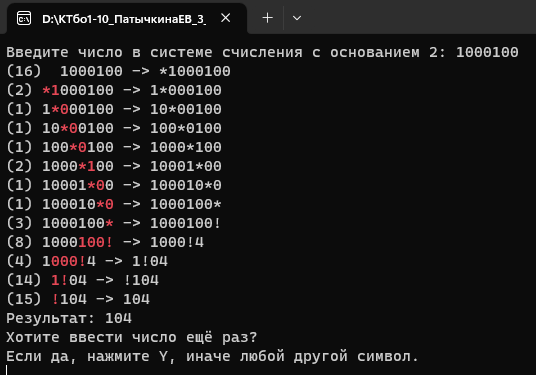 D:\КТбо1-10_ПатычкинаЕВ_3_
Введите число в системе счисления с основанием 2: 1000100
(16)  1000100 -> *1000100
(2) *1000100 -> 1*000100
(1) 1*000100 -> 10*00100
(1) 10*00100 -> 100*0100
(1) 100*0100 -> 1000*100
(2) 1000*100 -> 10001*00
(1) 10001*00 -> 100010*0
(1) 100010*0 -> 1000100*
(3) 1000100* -> 1000100!
(8) 1000100! -> 1000!4
(4) 1000!4 -> 1!04
(14) 1!04 -> !104
(15) !104 -> 104
Результат: 104
Хотите ввести число ещё раз?
Если да, нажмите Y, иначе любой другой символ.